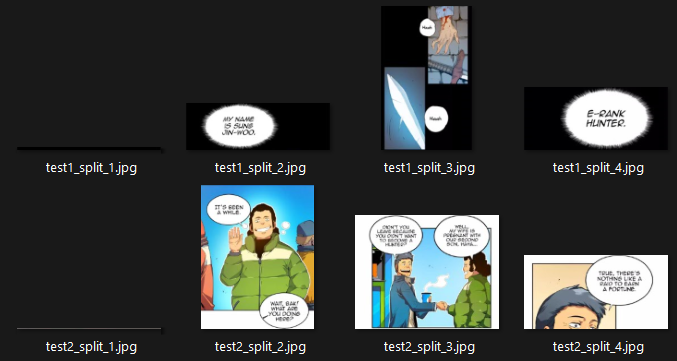 MY NAME
IS SUNG
JIN-WOO.
Haah
Haah
E-RANK
HUNTER.
test1_split_1.jpg
test1_split_2.jpg
test1_split_3.jpg
test1_split_4.jpg
IT'S BEEN
A WHILE.
WAIT, BAK!
WHAT ARE
YOU DOING
HERE?
DIDN'T YOU
LEAVE BECAUSE
YOU DIDN'T WANT
TO BECOME A
HUNTER?
WELL,
MY WIFE IS
PREGNANT WITH
OUR SECOND
SON, HAHA...
TRUE, THERE'S
NOTHING LIKE A
RAID TO EARN
A FORTUNE.
test2_split_1.jpg
test2_split_2.jpg
test2_split_3.jpg
test2_split_4.jpg